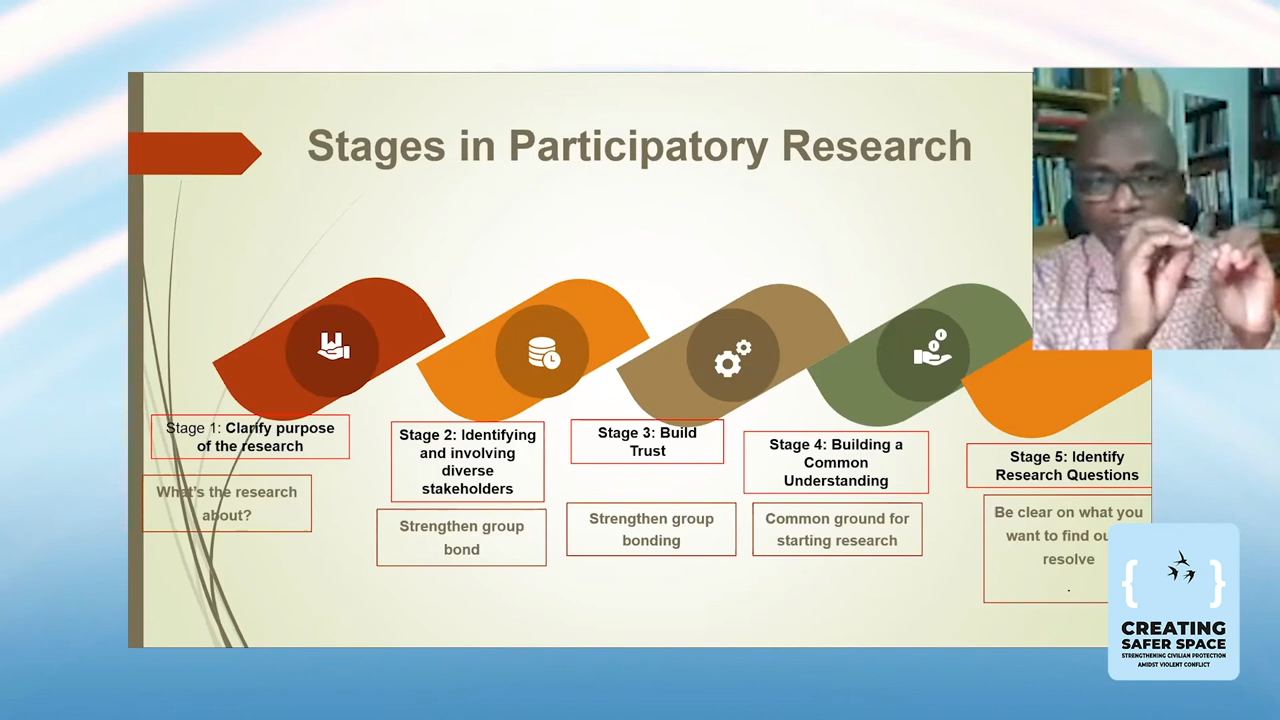 Stages in Participatory Research
Stage 1: Clarify purpose
of the research
What's the research
about?
Stage 2: Identifying
and involving
diverse
stakeholders
Strengthen group
bond
Stage 3: Build
Trust
Strengthen group
bonding
Stage 4: Building a
Common
Understanding
Common ground for
starting research
Stage 5: Identify
Research Questions
Be clear on what you
want to find
resolve
.
{ }
CREATING
SAFER SPACE
STRENGTHENING CIVILIAN PROTECTION
AMIDST VIOLENT CONFLICT